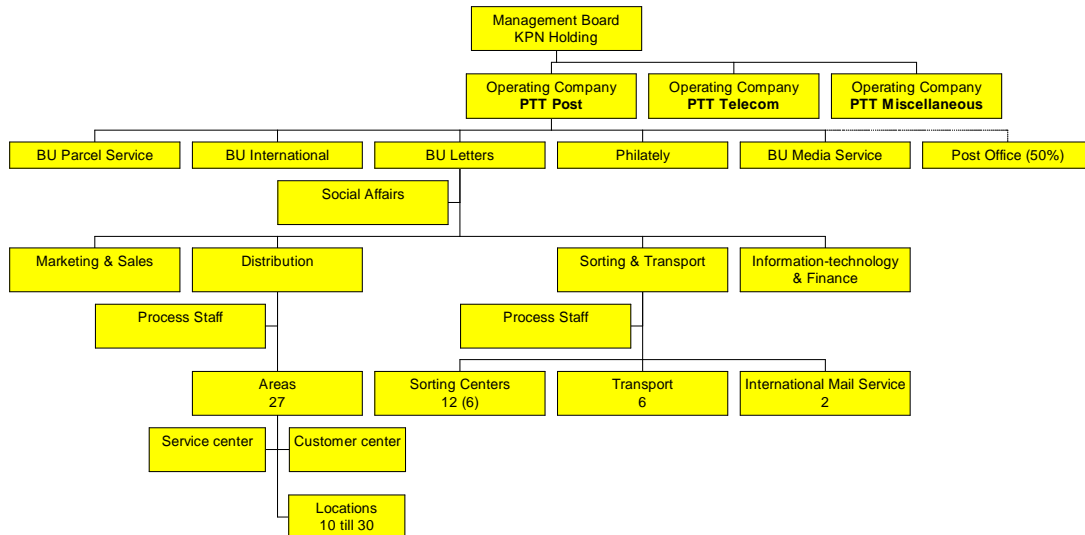 Management Board
KPN Holding
Operating Company
PTT Post
Operating Company
PTT Telecom
Operating Company
PTT Miscellaneous
BU Parcel Service
BU International
BU Letters
Philately
BU Media Service
Post Office (50%)
Social Affairs
Marketing & Sales
Distribution
Sorting & Transport
Information-technology
& Finance
Process Staff
Process Staff
Areas
27
Sorting Centers
12 (6)
Transport
6
International Mail Service
2
Service center
Customer center
Locations
10 till 30